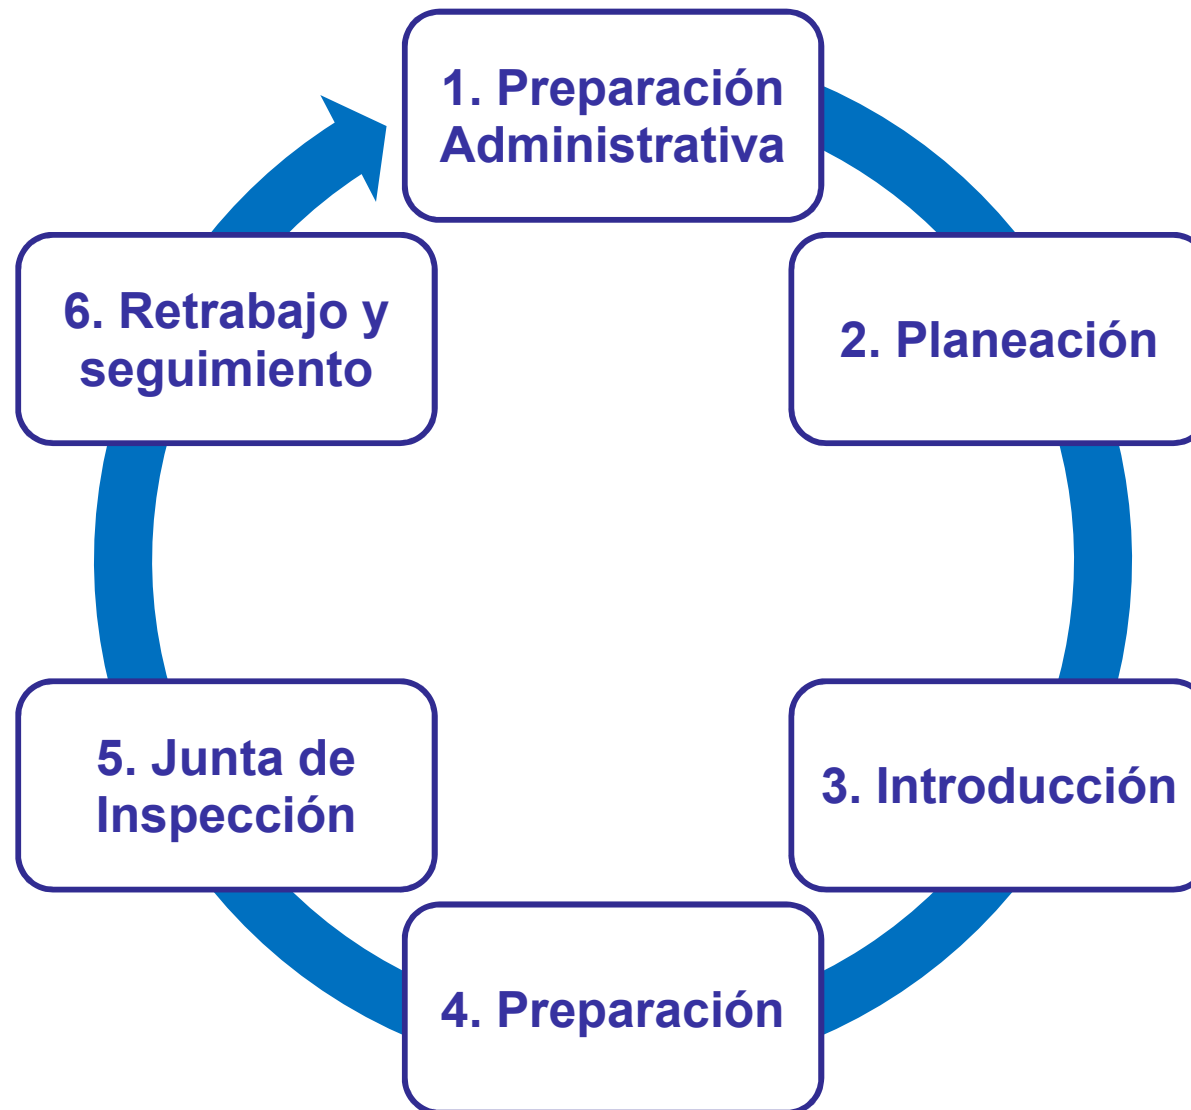 1. Preparación
Administrativa
2. Planeación
3. Introducción
4. Preparación
5. Junta de
Inspección
6. Retrabajo y
seguimiento